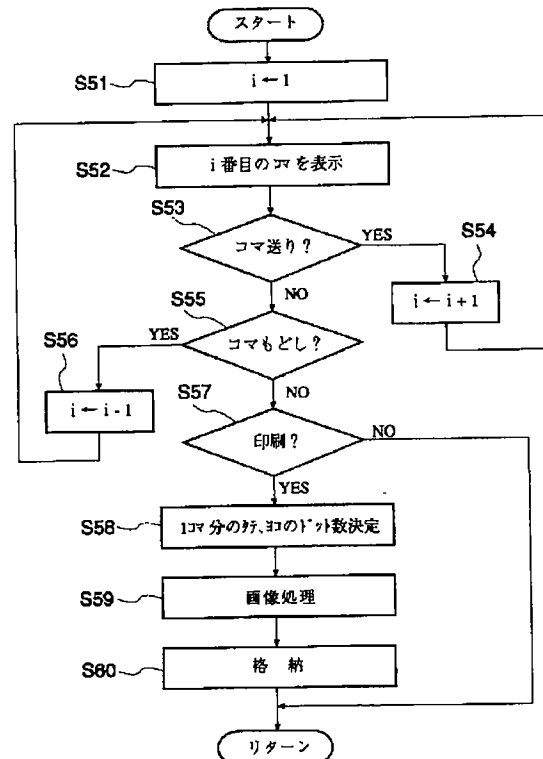 スタート
S51
i ← 1
S52
i番目のコマを表示
S53
コマ送り?
YES
S54
i ← i + 1
NO
S55
コマもどし?
YES
S56
i ← i - 1
NO
S57
印刷?
NO
YES
S58
1コマ分のﾀﾃ、ﾖｺのﾄﾞｯﾄ数決定
S59
画像処理
S60
格 納
リターン